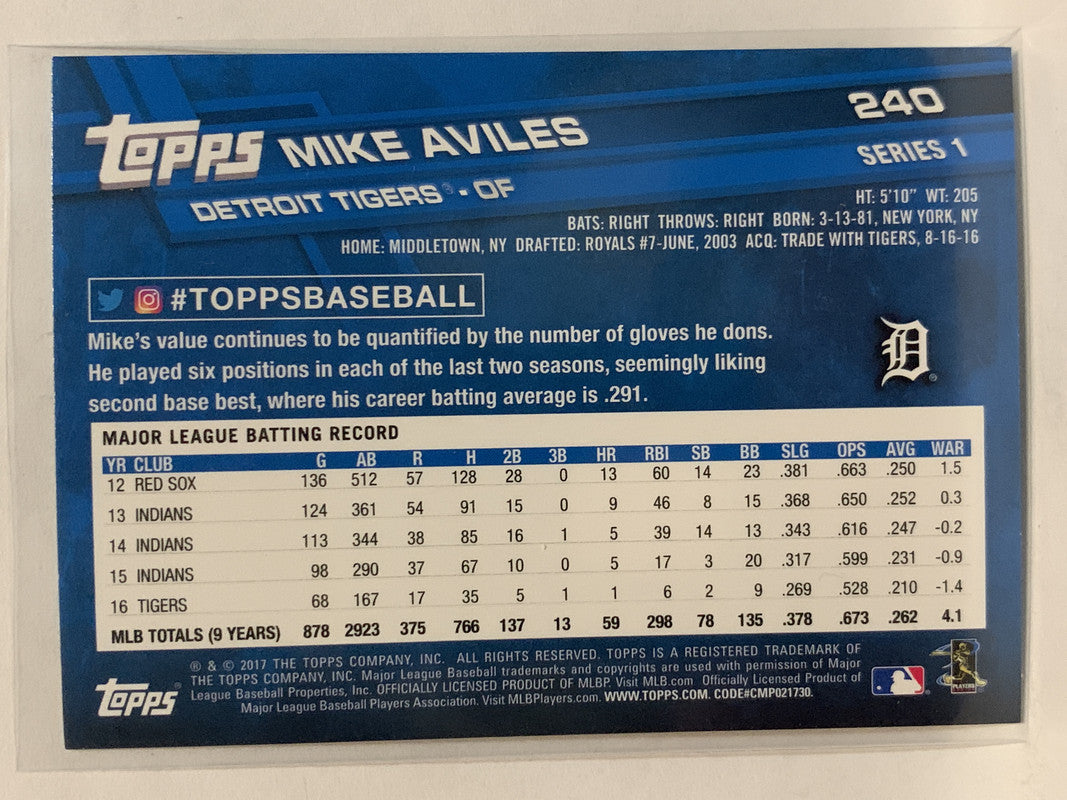 Topps MIKE AVILES 240
DETROIT TIGERS® - OF SERIES 1
HT: 5'10" WT: 205
BATS: RIGHT THROWS: RIGHT BORN: 3-13-81, NEW YORK, NY
HOME: MIDDLETOWN, NY DRAFTED: ROYALS #7-JUNE, 2003 ACQ: TRADE WITH TIGERS, 8-16-16
#TOPPSBASEBALL
Mike's value continues to be quantified by the number of gloves he dons.
He played six positions in each of the last two seasons, seemingly liking
second base best, where his career batting average is .291.
D
MAJOR LEAGUE BATTING RECORD
YR CLUB G AB R H 2B 3B HR RBI SB BB SLG OPS AVG WAR
12 RED SOX 136 512 57 128 28 0 13 60 14 23 .381 .663 .250 1.5
13 INDIANS 124 361 54 91 15 0 9 46 8 15 .368 .650 .252 0.3
14 INDIANS 113 344 38 85 16 1 5 39 14 13 .343 .616 .247 -0.2
15 INDIANS 98 290 37 67 10 0 5 17 3 20 .317 .599 .231 -0.9
16 TIGERS 68 167 17 35 5 1 1 6 2 9 .269 .528 .210 -1.4
MLB TOTALS (9 YEARS) 878 2923 375 766 137 13 59 298 78 135 .378 .673 .262 4.1
® & © 2017 THE TOPPS COMPANY, INC. ALL RIGHTS RESERVED. TOPPS IS A REGISTERED TRADEMARK OF
THE TOPPS COMPANY, INC. Major League Baseball trademarks and copyrights are used with permission of Major
League Baseball Properties, Inc. OFFICIALLY LICENSED PRODUCT OF MLBP. Visit MLB.com. Officially Licensed Product of
Major League Baseball Players Association. Visit MLBPlayers.com. WWW.TOPPS.COM. CODE#CMP021730.
Topps®
PLAYERS